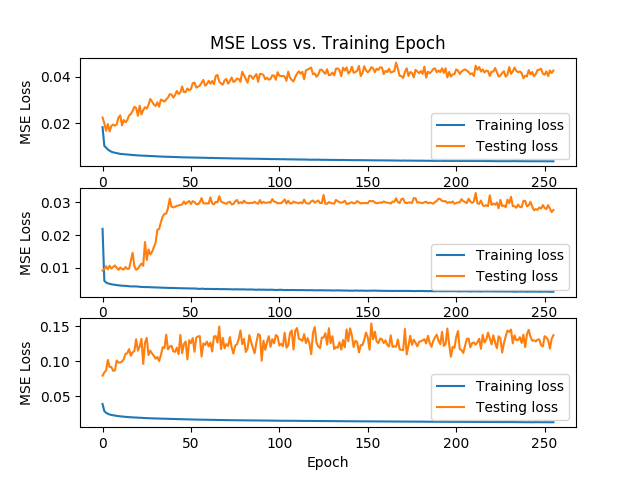 MSE Loss vs. Training Epoch
MSE Loss
0.04
0.02
Training loss
Testing loss
0 50 100 150 200 250
MSE Loss
0.03
0.02
0.01
Training loss
Testing loss
0 50 100 150 200 250
MSE Loss
0.15
0.10
0.05
Training loss
Testing loss
0 50 100 150 200 250
Epoch